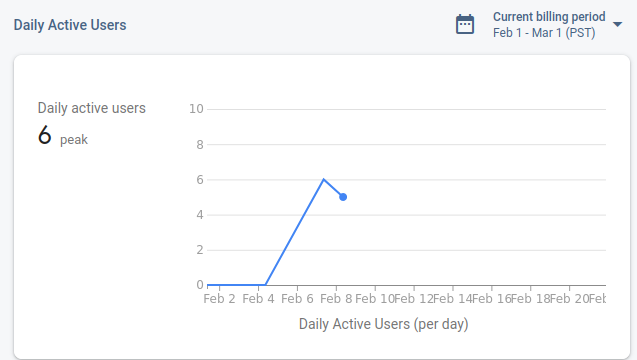 Daily Active Users
Current billing period
Feb 1 - Mar 1 (PST)
Daily active users
6 peak
10
8
6
4
2
0
Feb 2 Feb 4 Feb 6 Feb 8 Feb 10 Feb 12 Feb 14 Feb 16 Feb 18 Feb 20 Feb
Daily Active Users (per day)